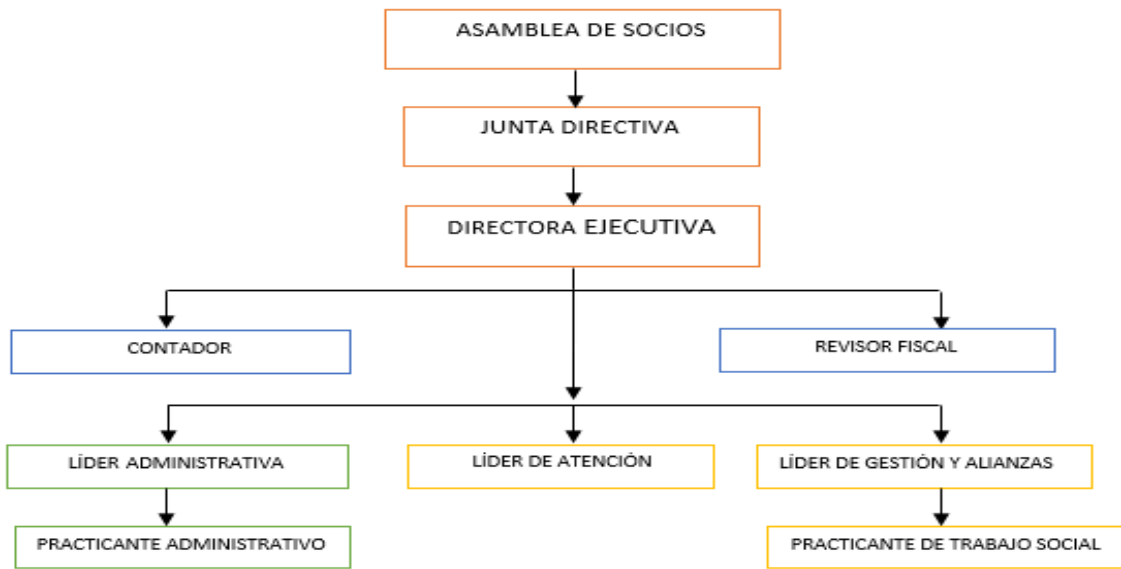 ASAMBLEA DE SOCIOS
JUNTA DIRECTIVA
DIRECTORA EJECUTIVA
CONTADOR
REVISOR FISCAL
LÍDER ADMINISTRATIVA
LÍDER DE ATENCIÓN
LÍDER DE GESTIÓN Y ALIANZAS
PRACTICANTE ADMINISTRATIVO
PRACTICANTE DE TRABAJO SOCIAL